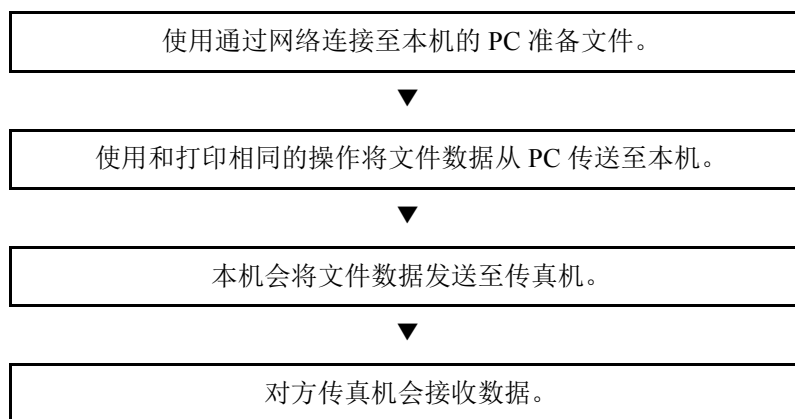 使用通过网络连接至本机的 PC 准备文件。
▼
使用和打印相同的操作将文件数据从 PC 传送至本机。
▼
本机会将文件数据发送至传真机。
▼
对方传真机会接收数据。